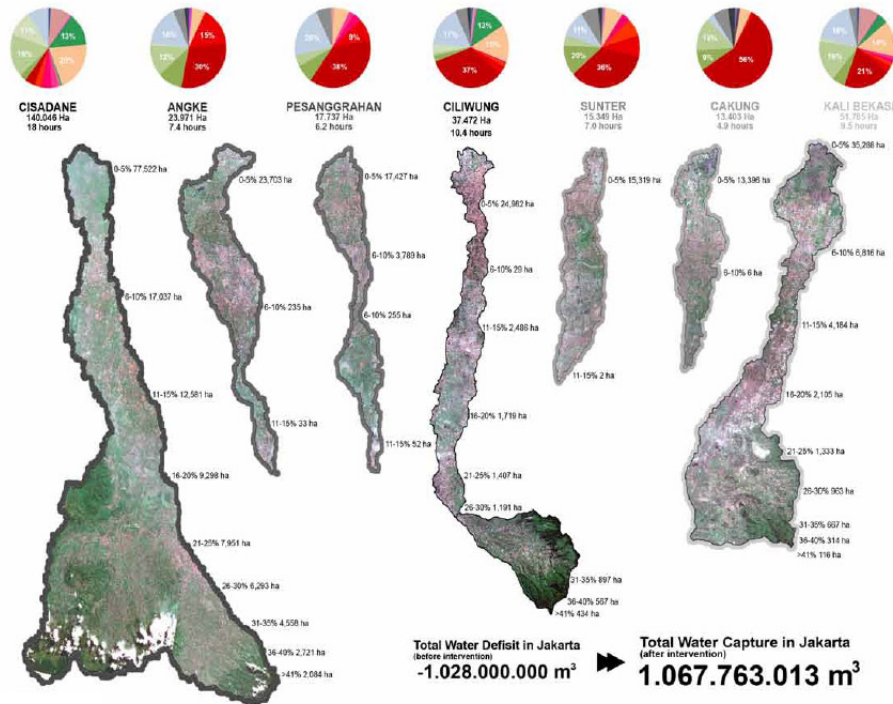 11%
13%
20%
16%
16%
15%
30%
12%
20%
9%
38%
17%
12%
37%
11%
36%
20%
13%
56%
9%
16%
21%
16%
CISADANE
140.046 Ha
18 hours
ANGKE
23.971 Ha
7.4 hours
PESANGGRAHAN
17.737 Ha
6.2 hours
CILIWUNG
37.472 Ha
10.4 hours
SUNTER
15.349 Ha
7.0 hours
CAKUNG
13.403 Ha
4.9 hours
KALI BEKASI
51.785 Ha
9.5 hours
0-5% 77,522 ha
6-10% 17,037 ha
11-15% 12,581 ha
16-20% 9,298 ha
21-25% 7,951 ha
26-30% 6,293 ha
31-35% 4,558 ha
36-40% 2,721 ha
>41% 2,084 ha
0-5% 23,703 ha
6-10% 235 ha
11-15% 33 ha
0-5% 17,427 ha
6-10% 3,789 ha
6-10% 255 ha
11-15% 52 ha
0-5% 24,982 ha
6-10% 29 ha
11-15% 2,486 ha
16-20% 1,719 ha
21-25% 1,407 ha
26-30% 1,191 ha
31-35% 897 ha
36-40% 567 ha
>41% 434 ha
0-5% 15,319 ha
11-15% 2 ha
0-5% 13,396 ha
6-10% 6 ha
0-5% 35,288 ha
6-10% 6,816 ha
11-15% 4,184 ha
16-20% 2,105 ha
21-25% 1,333 ha
26-30% 963 ha
31-35% 667 ha
36-40% 314 ha
>41% 116 ha
Total Water Defisit in Jakarta
(before intervention)
-1.028.000.000 m³
Total Water Capture in Jakarta
(after intervention)
1.067.763.013 m³